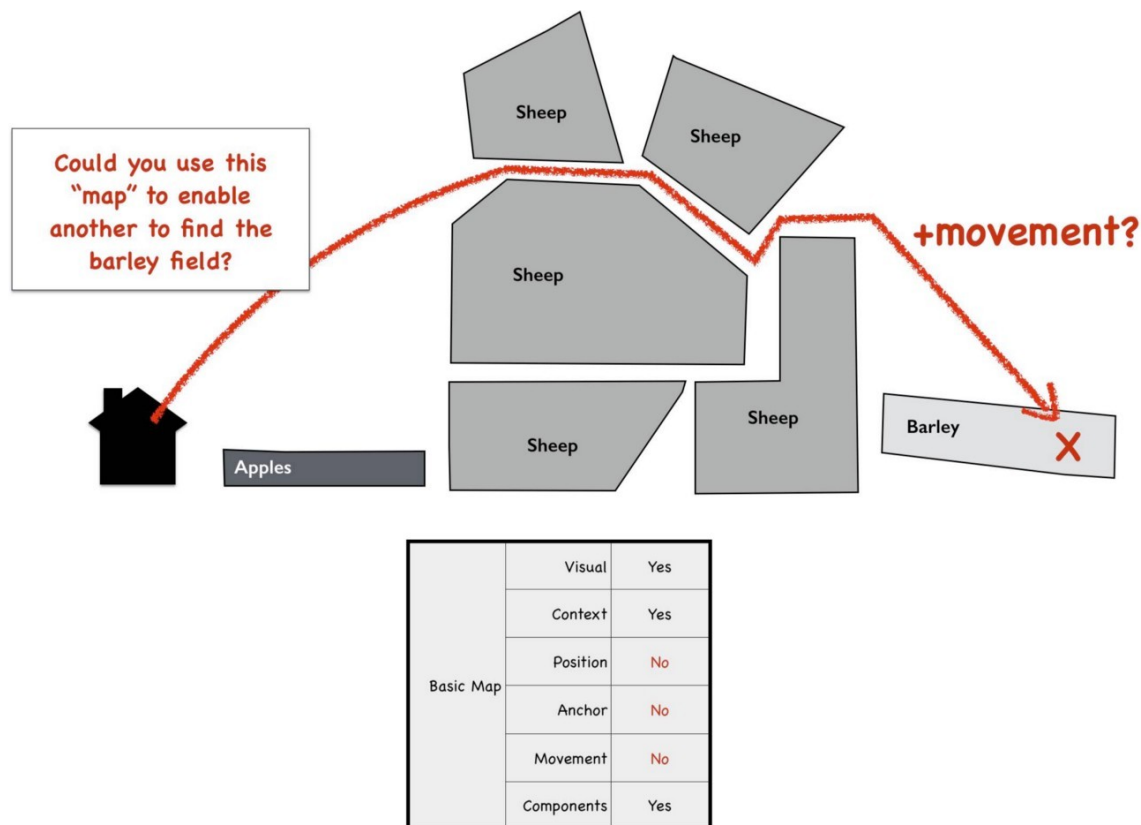 Sheep
Sheep
Could you use this
“map” to enable
another to find the
barley field?
+movement?
Sheep
Sheep
Sheep
Barley
X
Apples
Basic Map
Visual Yes
Context Yes
Position No
Anchor No
Movement No
Components Yes